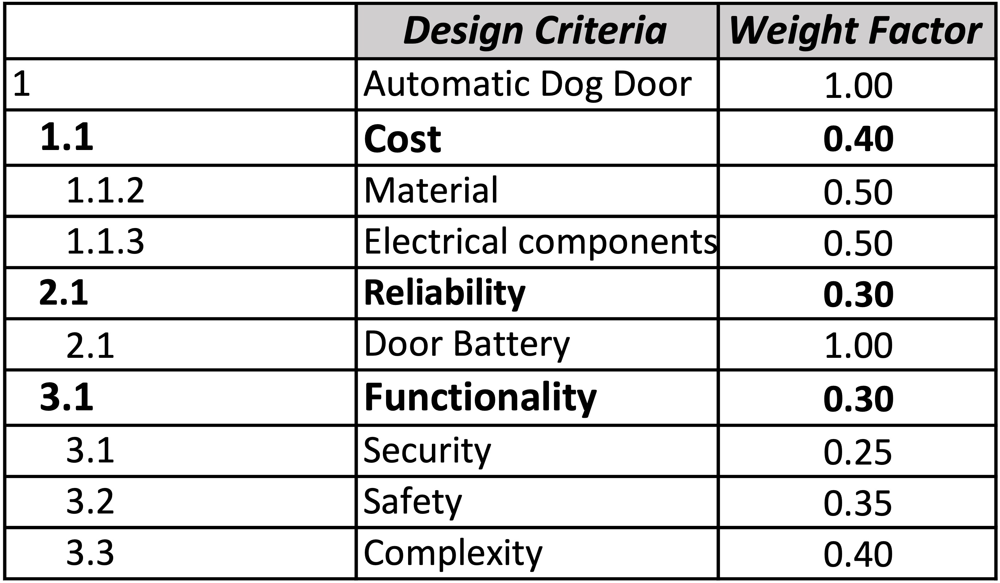 Design Criteria Weight Factor
1 Automatic Dog Door 1.00
1.1 Cost 0.40
1.1.2 Material 0.50
1.1.3 Electrical components 0.50
2.1 Reliability 0.30
2.1 Door Battery 1.00
3.1 Functionality 0.30
3.1 Security 0.25
3.2 Safety 0.35
3.3 Complexity 0.40